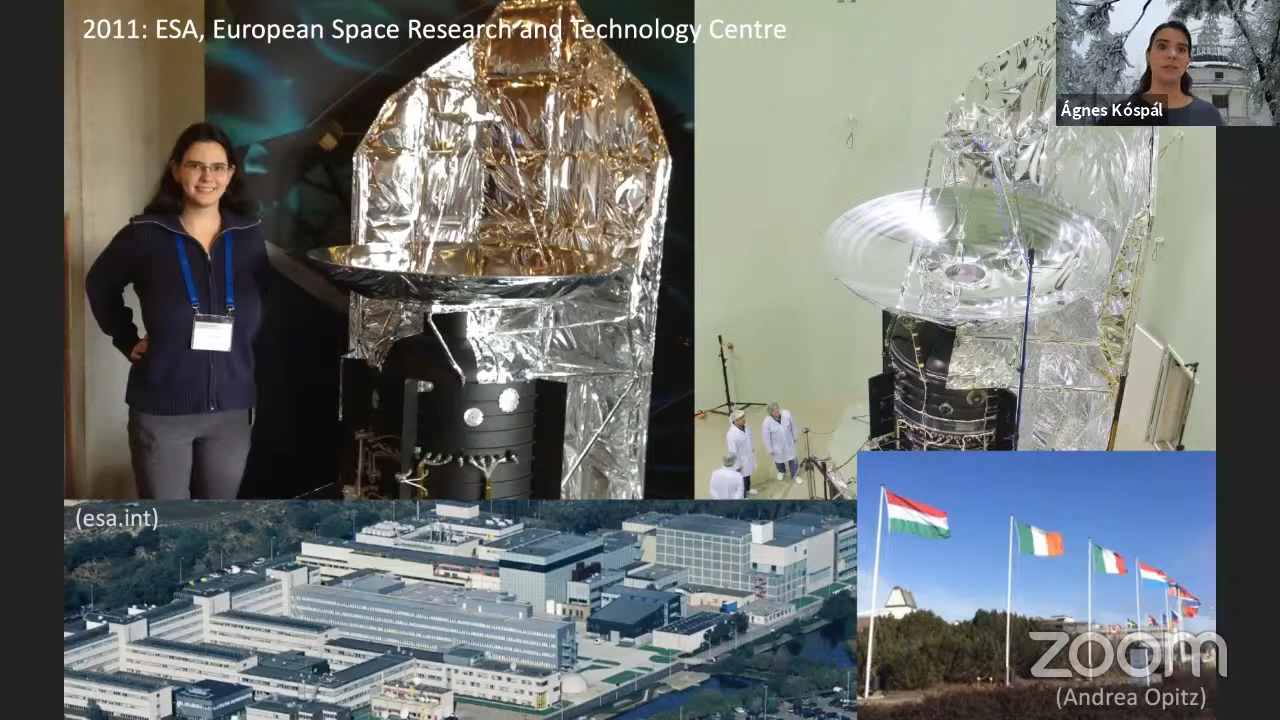 2011: ESA, European Space Research and Technology Centre
Ágnes Kóspál
(esa.int)
zoom
(Andrea Opitz)